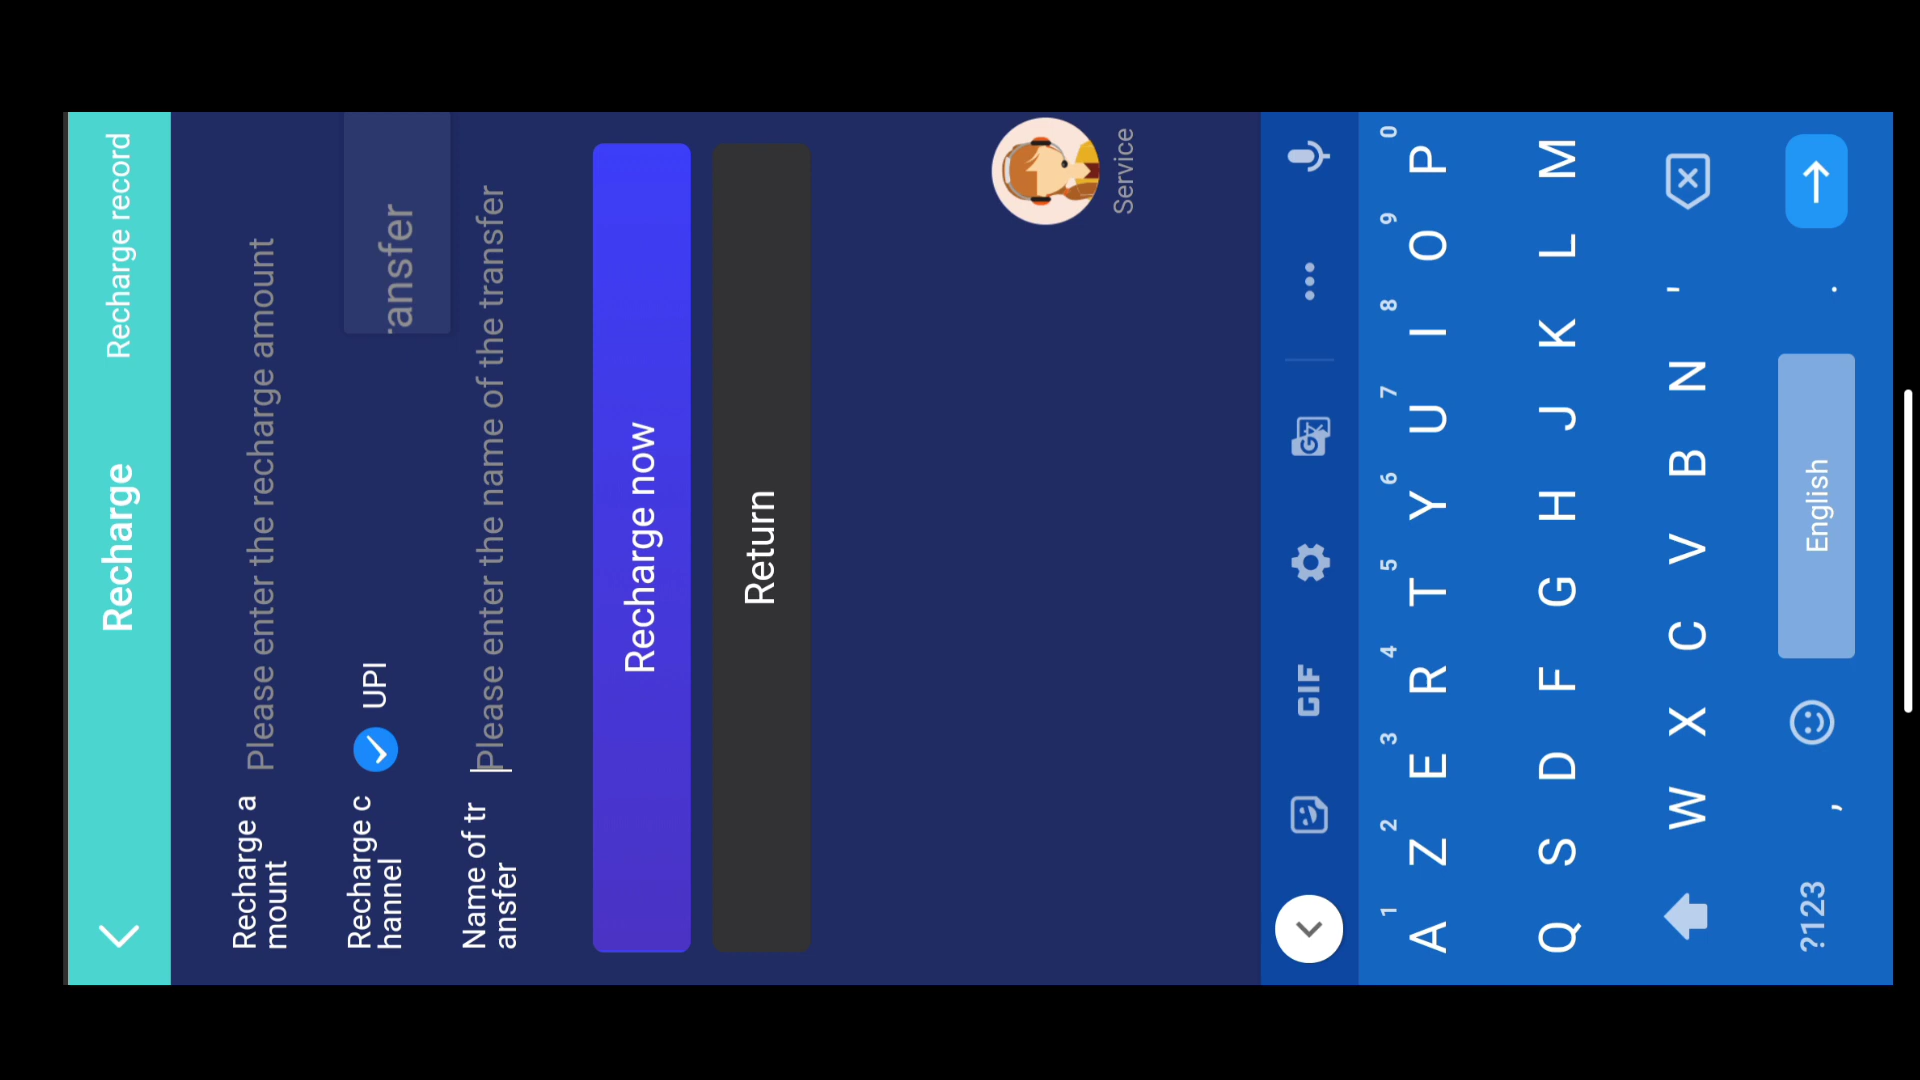 Recharge
Recharge record
Recharge a
mount
Please enter the recharge amount
Recharge c
hannel
UPI
ansfer
Name of tr
ansfer
Please enter the name of the transfer
Recharge now
Return
Service
GIF
1 2 3 4 5 6 7 8 9 0
A Z E R T Y U I O P
Q S D F G H J K L M
W X C V B N '
?123 , English .